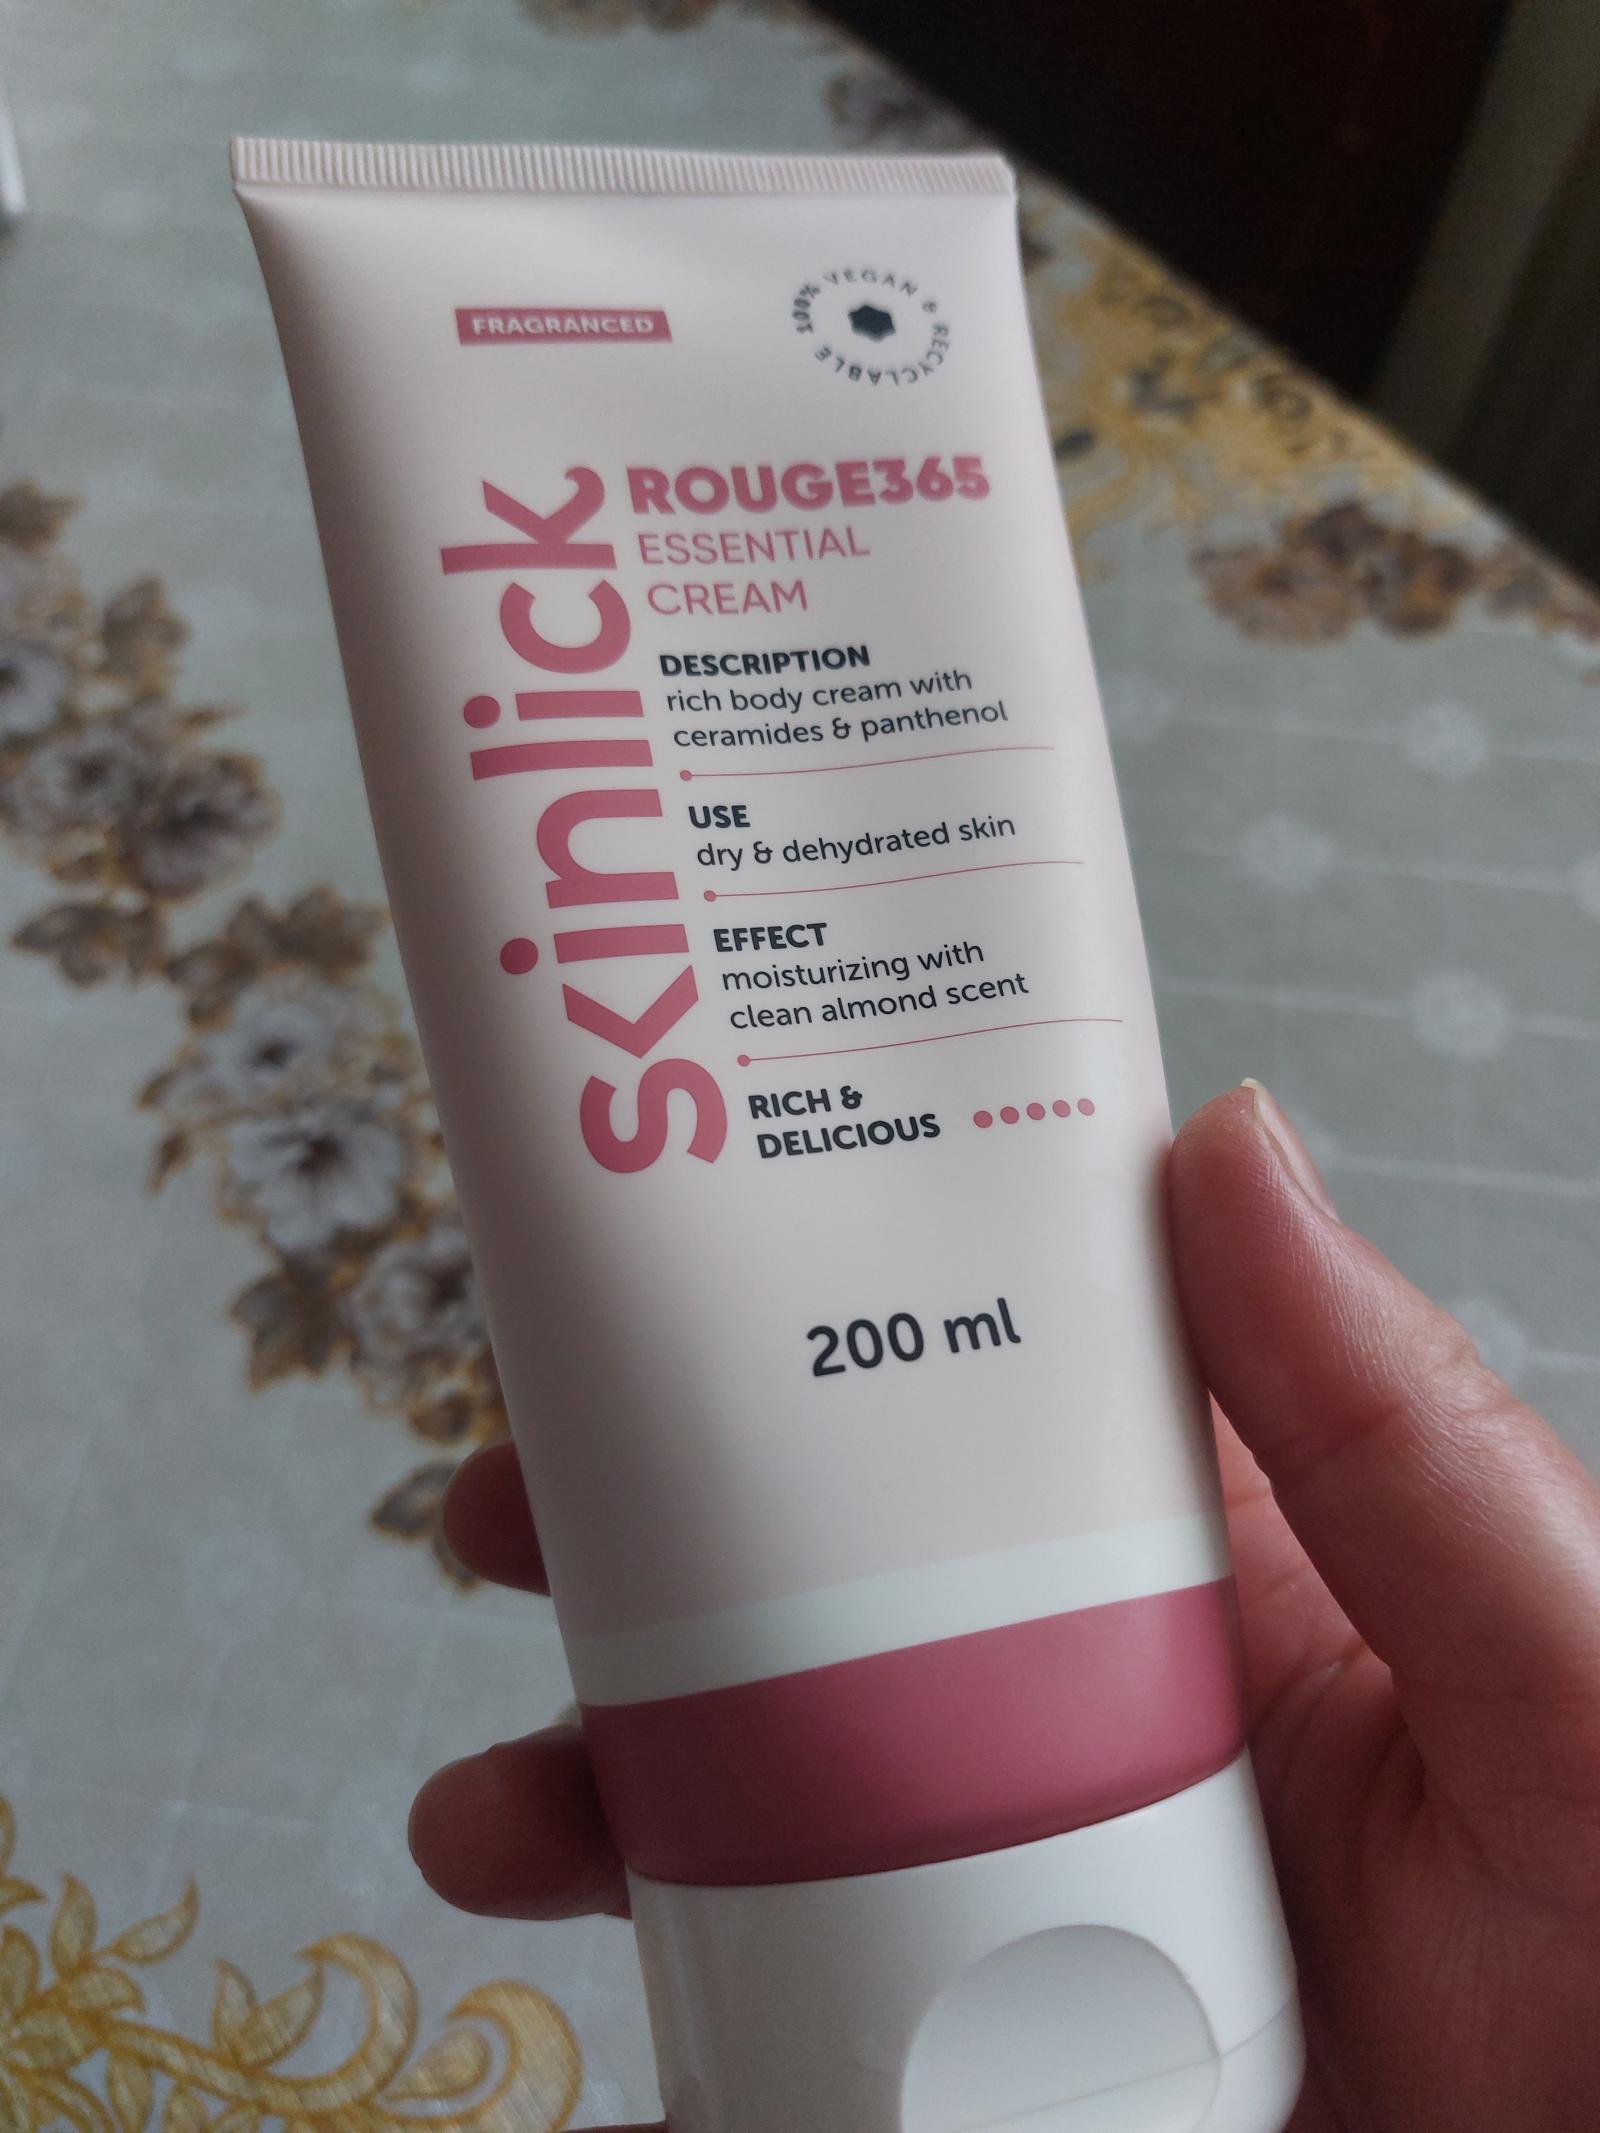 FRAGRANCED
100% VEGAN & RECYCLABLE
skinlick
ROUGE365
ESSENTIAL
CREAM
DESCRIPTION
rich body cream with
ceramides & panthenol
USE
dry & dehydrated skin
EFFECT
moisturizing with
clean almond scent
RICH &
DELICIOUS
200 ml